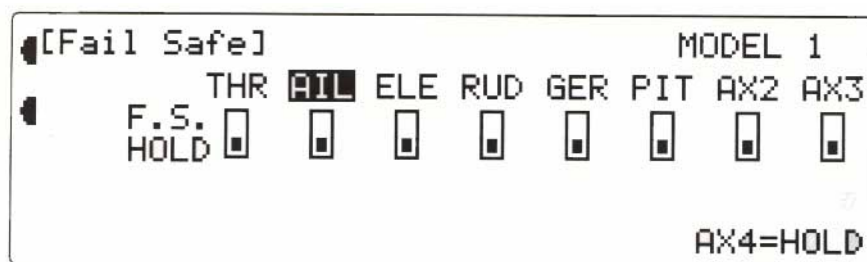 [Fail Safe] MODEL 1
THR AIL ELE RUD GER PIT AX2 AX3
F.S.
HOLD
AX4=HOLD